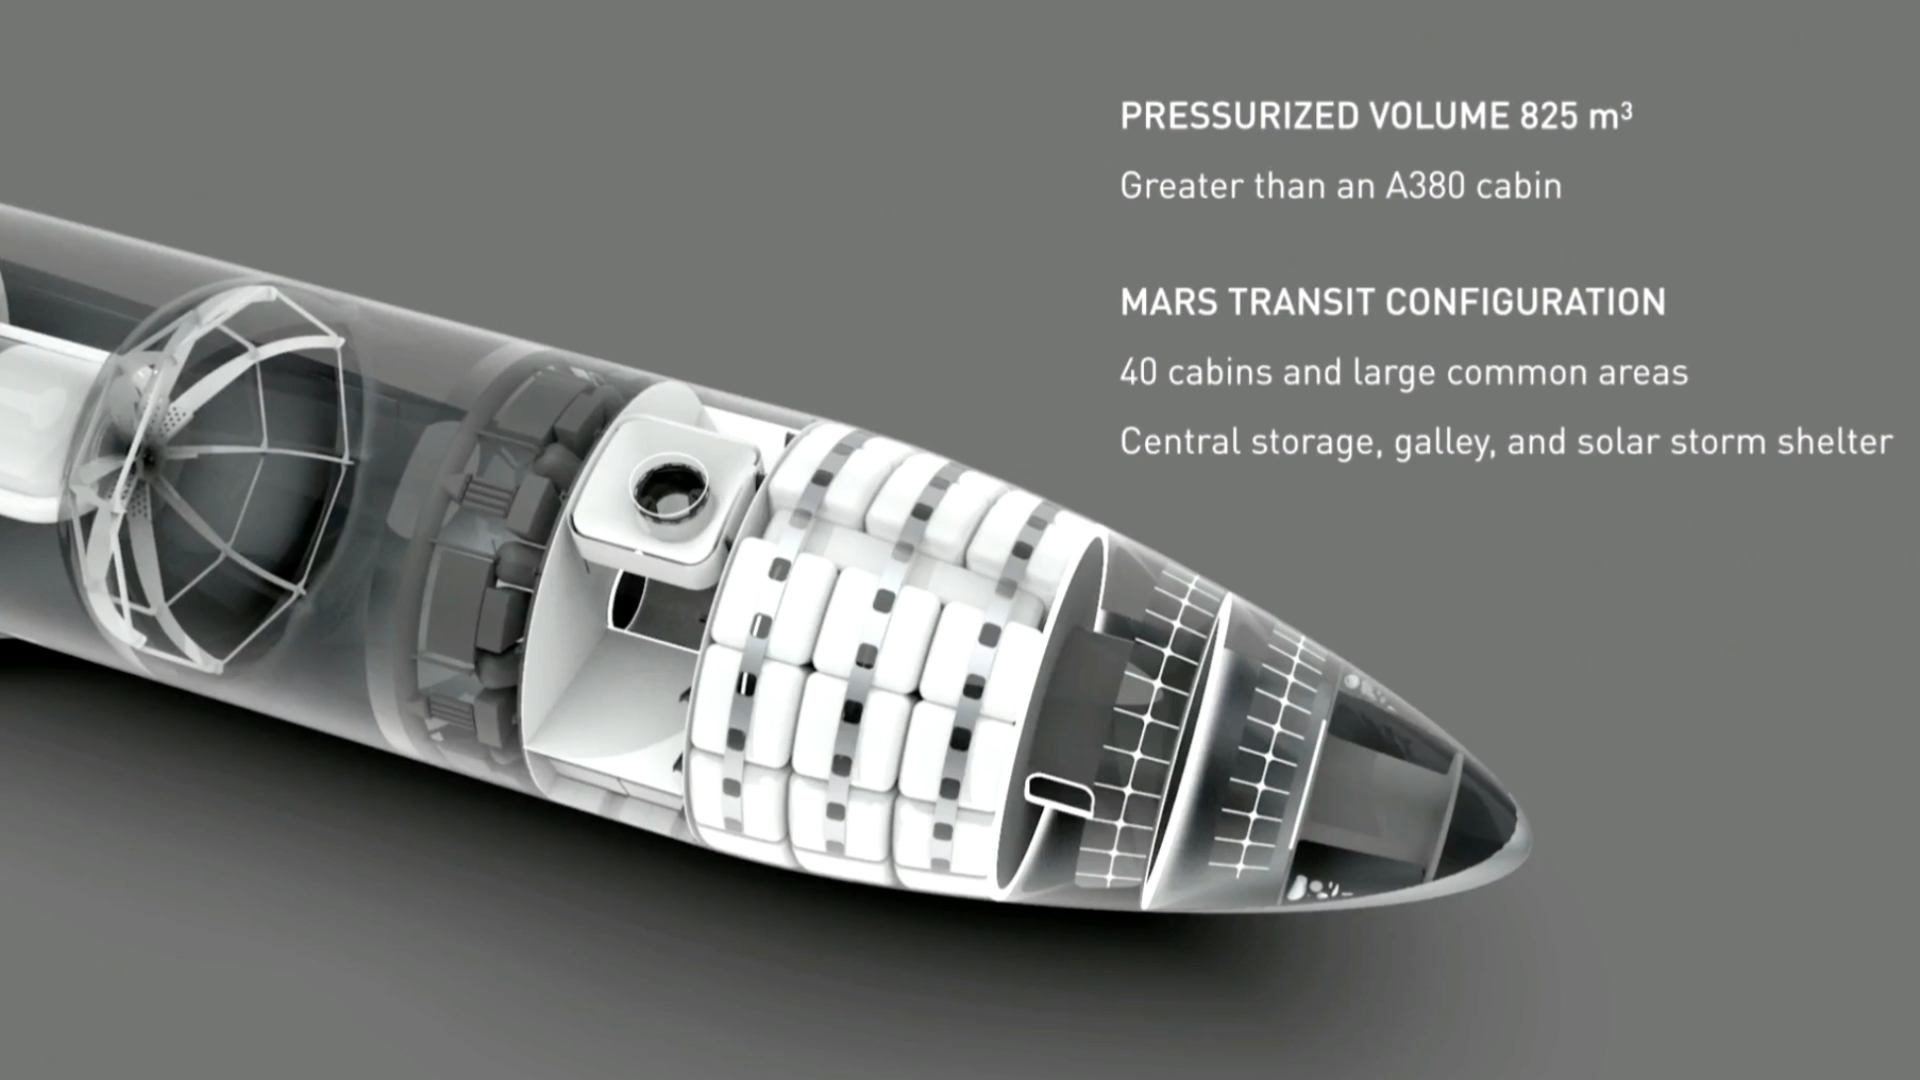 PRESSURIZED VOLUME 825 m³
Greater than an A380 cabin
MARS TRANSIT CONFIGURATION
40 cabins and large common areas
Central storage, galley, and solar storm shelter